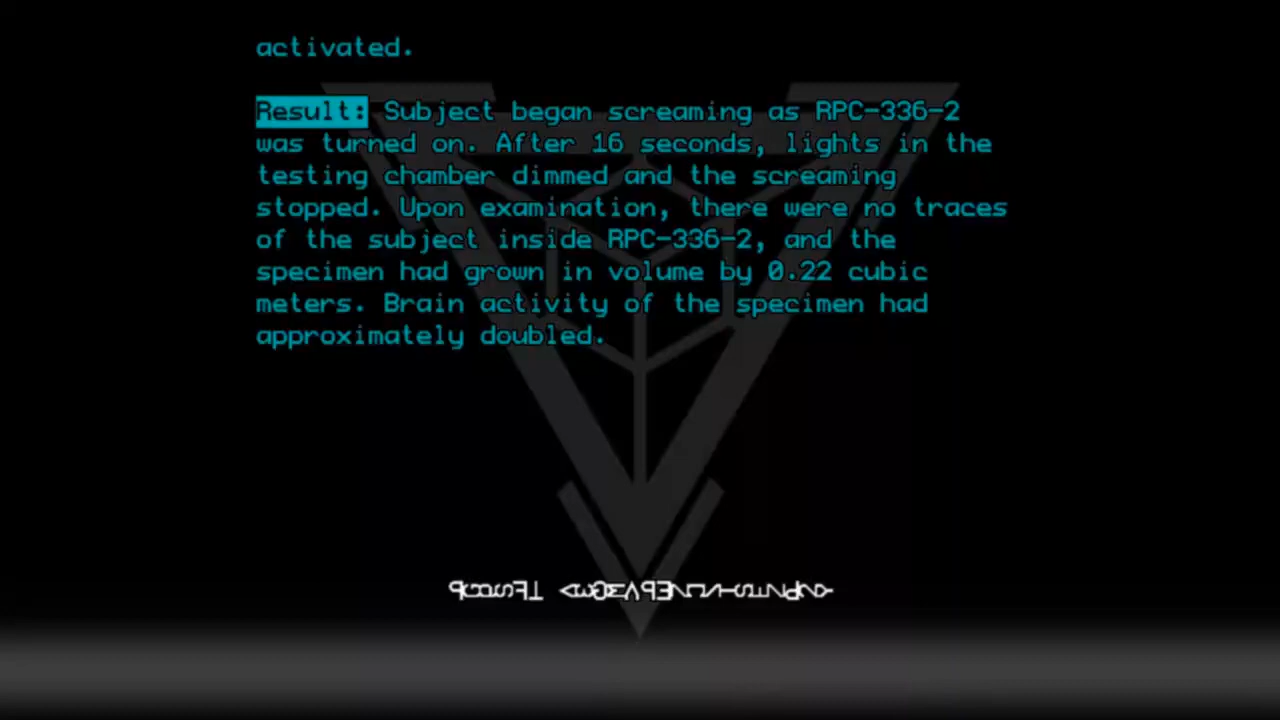 activated.
Result: Subject began screaming as RPC-336-2
was turned on. After 16 seconds, lights in the
testing chamber dimmed and the screaming
stopped. Upon examination, there were no traces
of the subject inside RPC-336-2, and the
specimen had grown in volume by 0.22 cubic
meters. Brain activity of the specimen had
approximately doubled.